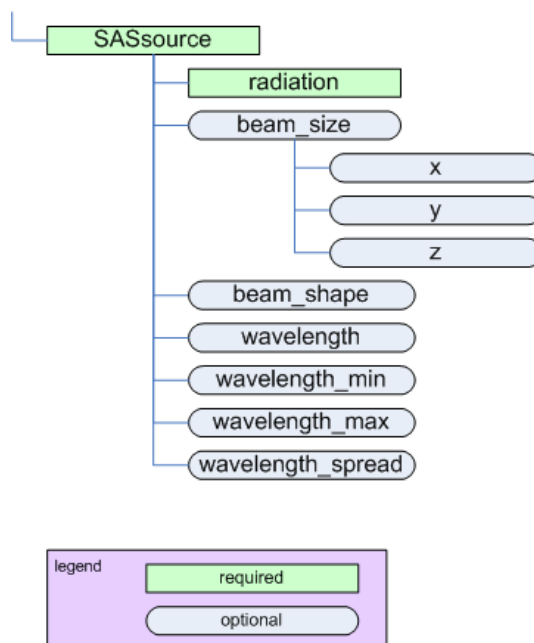 SASsource
radiation
beam_size
x
y
z
beam_shape
wavelength
wavelength_min
wavelength_max
wavelength_spread
legend
required
optional